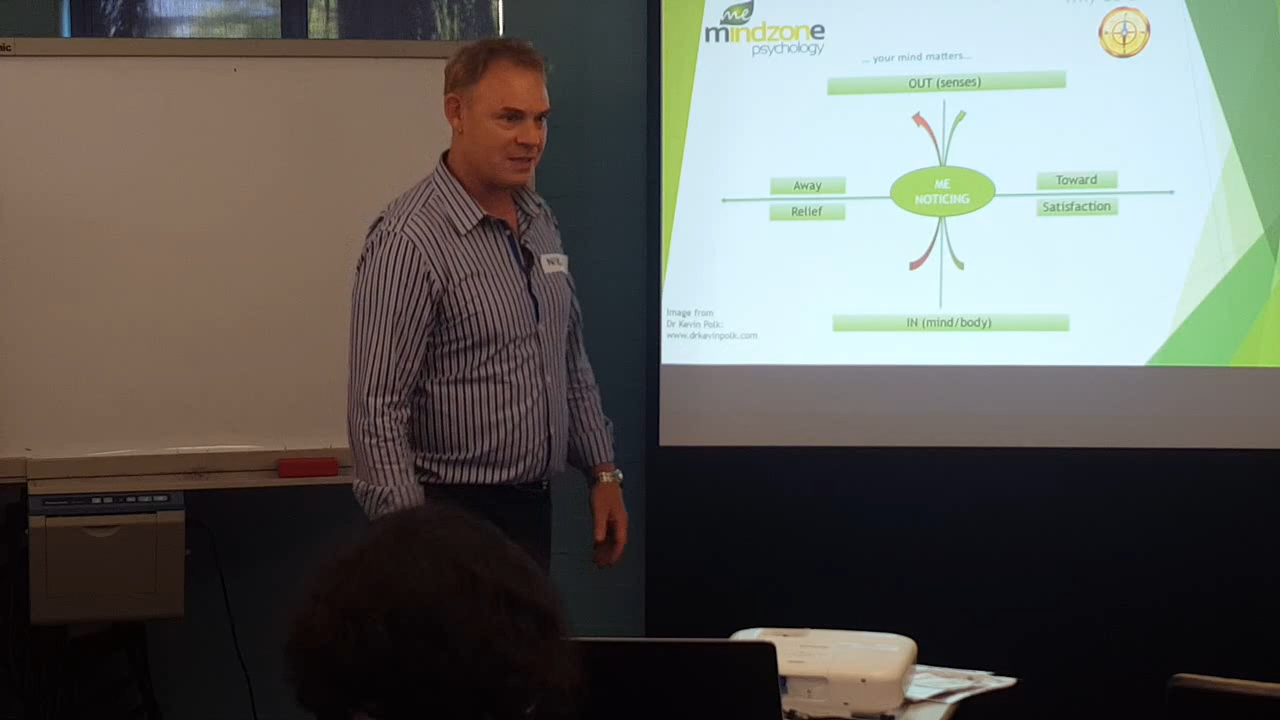 nic
me
mindzone
psychology
... your mind matters...
OUT (senses)
Away
Relief
ME
NOTICING
Toward
Satisfaction
IN (mind/body)
Image from
Dr Kevin Polk:
www.drkevinpolk.com